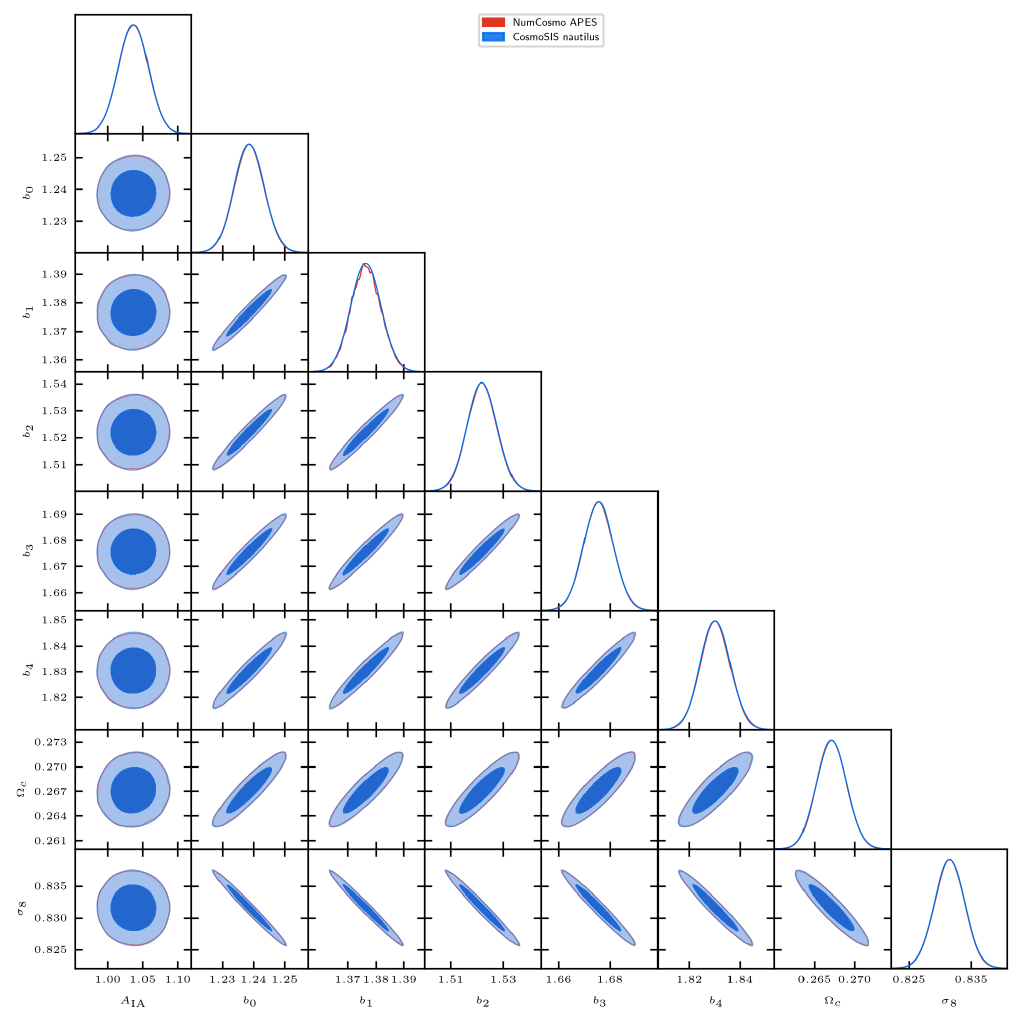 NumCosmo APES
CosmoSIS nautilus
1.25
1.24
1.23
b0
1.39
1.38
1.37
1.36
b1
1.54
1.53
1.52
1.51
b2
1.69
1.68
1.67
1.66
b3
1.85
1.84
1.83
1.82
b4
0.273
0.270
0.267
0.264
0.261
Ωc
0.835
0.830
0.825
σ8
1.00 1.05 1.10
1.23 1.24 1.25
1.37 1.38 1.39
1.51 1.53
1.66 1.68
1.82 1.84
0.265 0.270
0.825 0.835
AIA
b0
b1
b2
b3
b4
Ωc
σ8